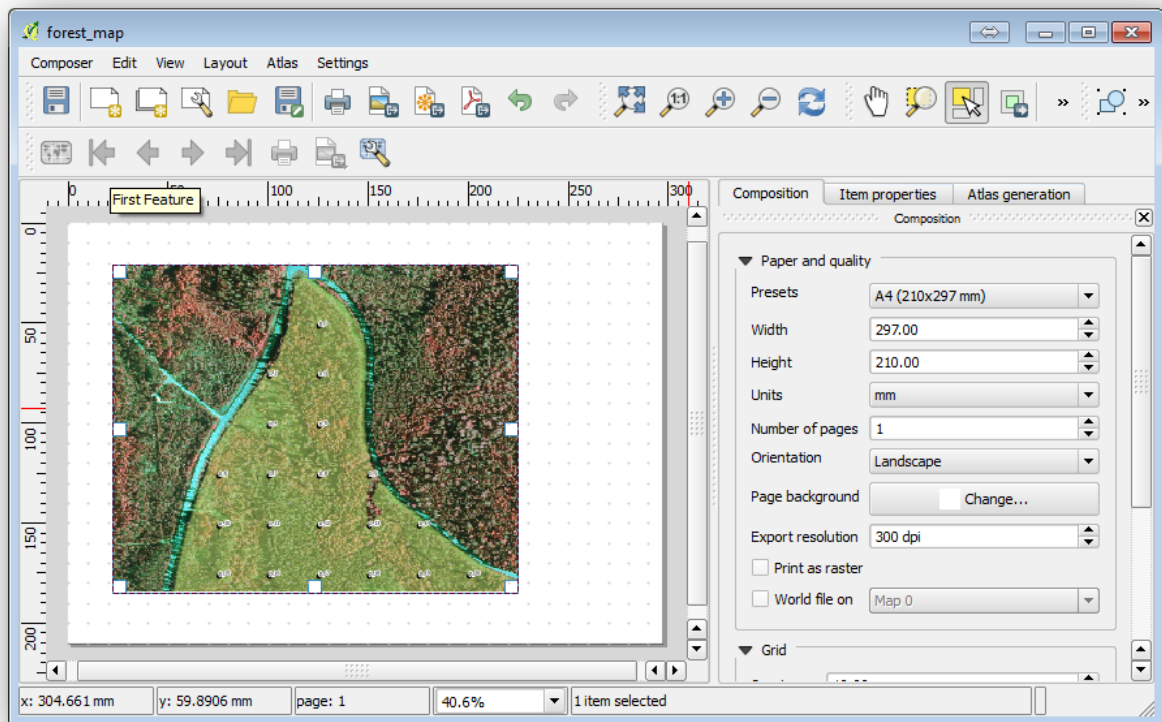 forest_map
Composer Edit View Layout Atlas Settings
1:1 » »
First Feature
0 50 100 150 200 250 300
0
50
100
150
200
Composition Item properties Atlas generation
Composition
Paper and quality
Presets A4 (210x297 mm)
Width 297.00
Height 210.00
Units mm
Number of pages 1
Orientation Landscape
Page background Change...
Export resolution 300 dpi
Print as raster
World file on Map 0
Grid
x: 304.661 mm y: 59.8906 mm page: 1 40.6% 1 item selected